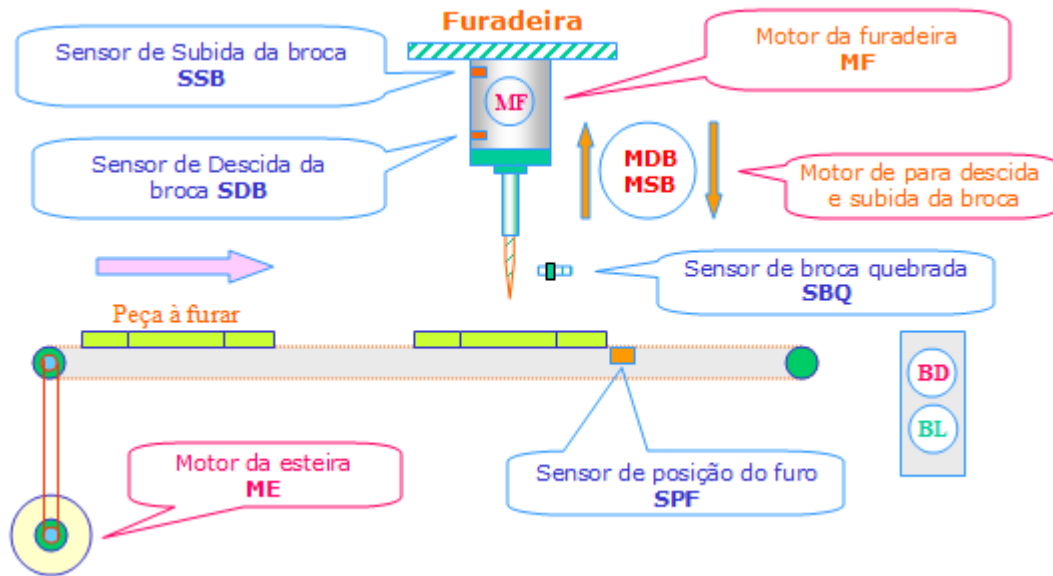 Furadeira
Sensor de Subida da broca
SSB
Motor da furadeira
MF
MF
Sensor de Descida da
broca SDB
MDB
MSB
Motor de para descida
e subida da broca
Sensor de broca quebrada
SBQ
Peça à furar
BD
BL
Motor da esteira
ME
Sensor de posição do furo
SPF